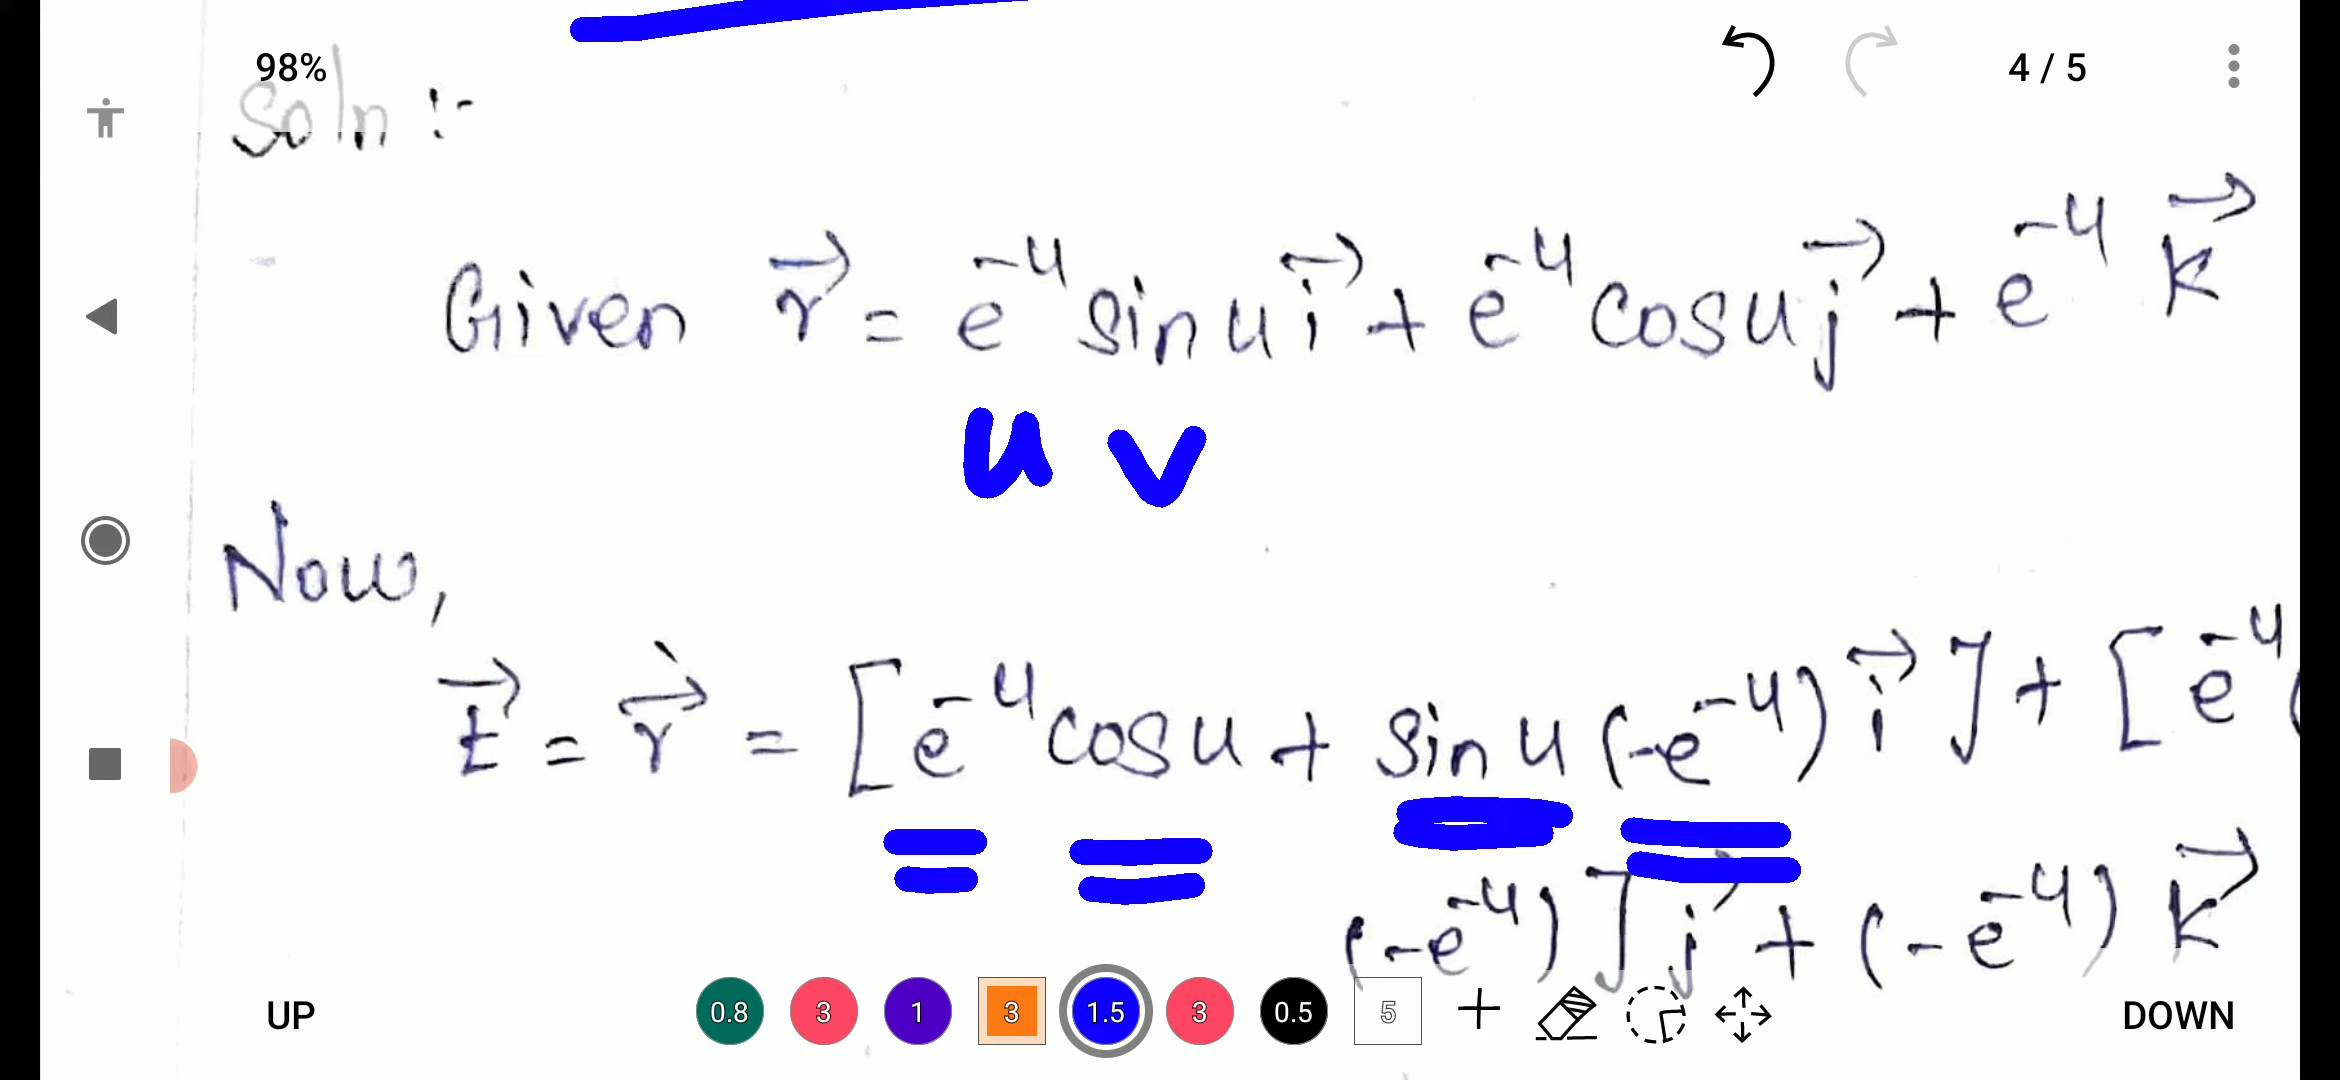 98%
4 / 5
Soln :-
Given r⃗ = e^-u sin u i⃗ + e^-u cos u j⃗ + e^-u k⃗
u v
Now,
t⃗ = r⃗˙ = [e^-u cos u + sin u (-e^-u) i⃗] + [e^-u (
(-e^-u)] j⃗ + (-e^-u) k⃗
UP 0.8 3 1 3 1.5 3 0.5 5 + DOWN